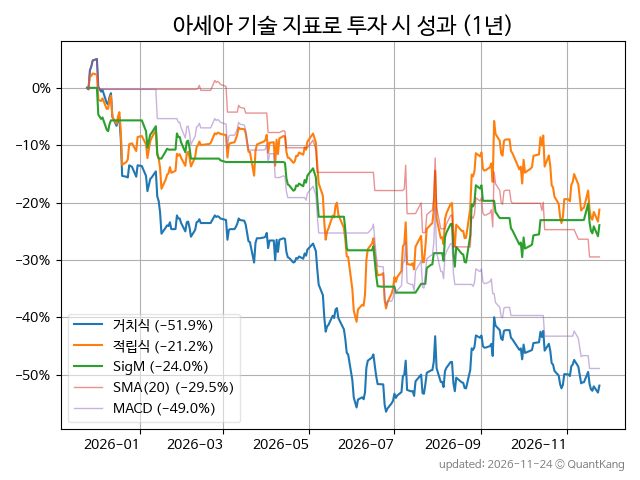 아세아 기술 지표로 투자 시 성과 (1년)
0%
−10%
−20%
−30%
−40%
−50%
거치식 (−51.9%)
적립식 (−21.2%)
SigM (−24.0%)
SMA(20) (−29.5%)
MACD (−49.0%)
2026−01 2026−03 2026−05 2026−07 2026−09 2026−11
updated: 2026−11−24 © QuantKang